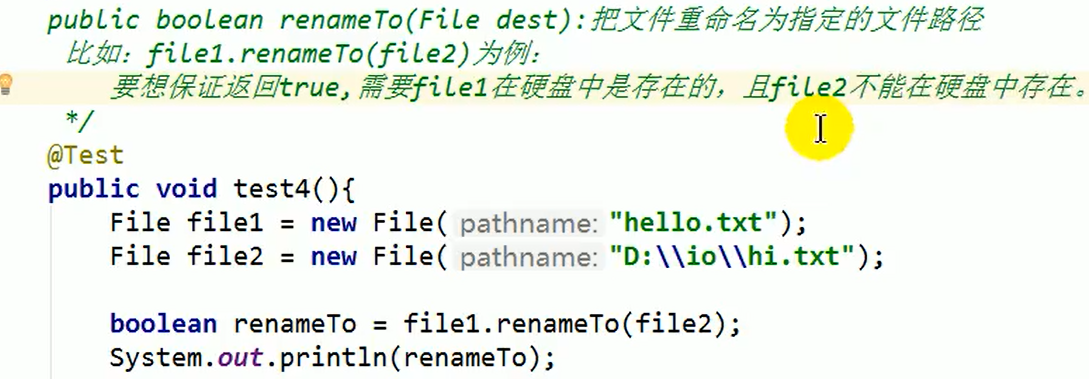 public boolean renameTo(File dest):把文件重命名为指定的文件路径
比如：file1.renameTo(file2)为例：
要想保证返回true,需要file1在硬盘中是存在的，且file2不能在硬盘中存在。
*/
@Test
public void test4(){
File file1 = new File( pathname: "hello.txt");
File file2 = new File( pathname: "D:\\io\\hi.txt");
boolean renameTo = file1.renameTo(file2);
System.out.println(renameTo);